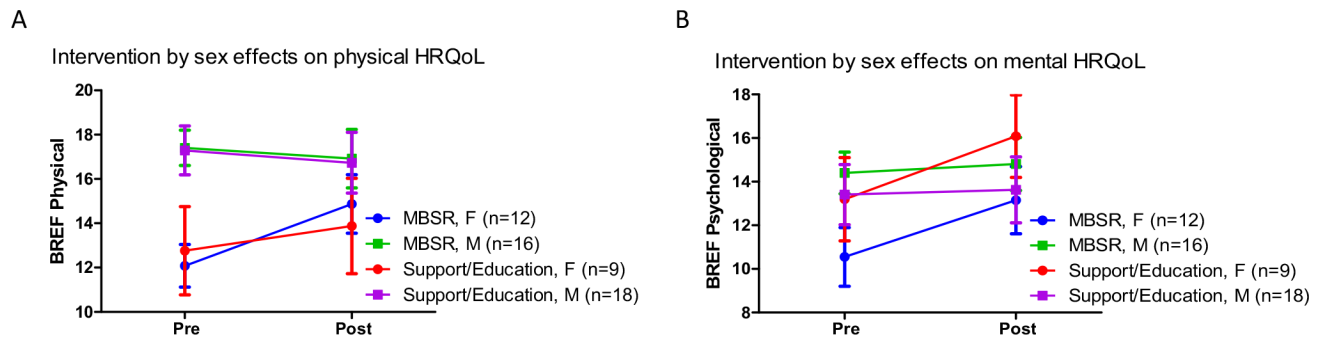 A
Intervention by sex effects on physical HRQoL
BREF Physical
20
18
16
14
12
10
Pre
Post
MBSR, F (n=12)
MBSR, M (n=16)
Support/Education, F (n=9)
Support/Education, M (n=18)
B
Intervention by sex effects on mental HRQoL
BREF Psychological
18
16
14
12
10
8
Pre
Post
MBSR, F (n=12)
MBSR, M (n=16)
Support/Education, F (n=9)
Support/Education, M (n=18)